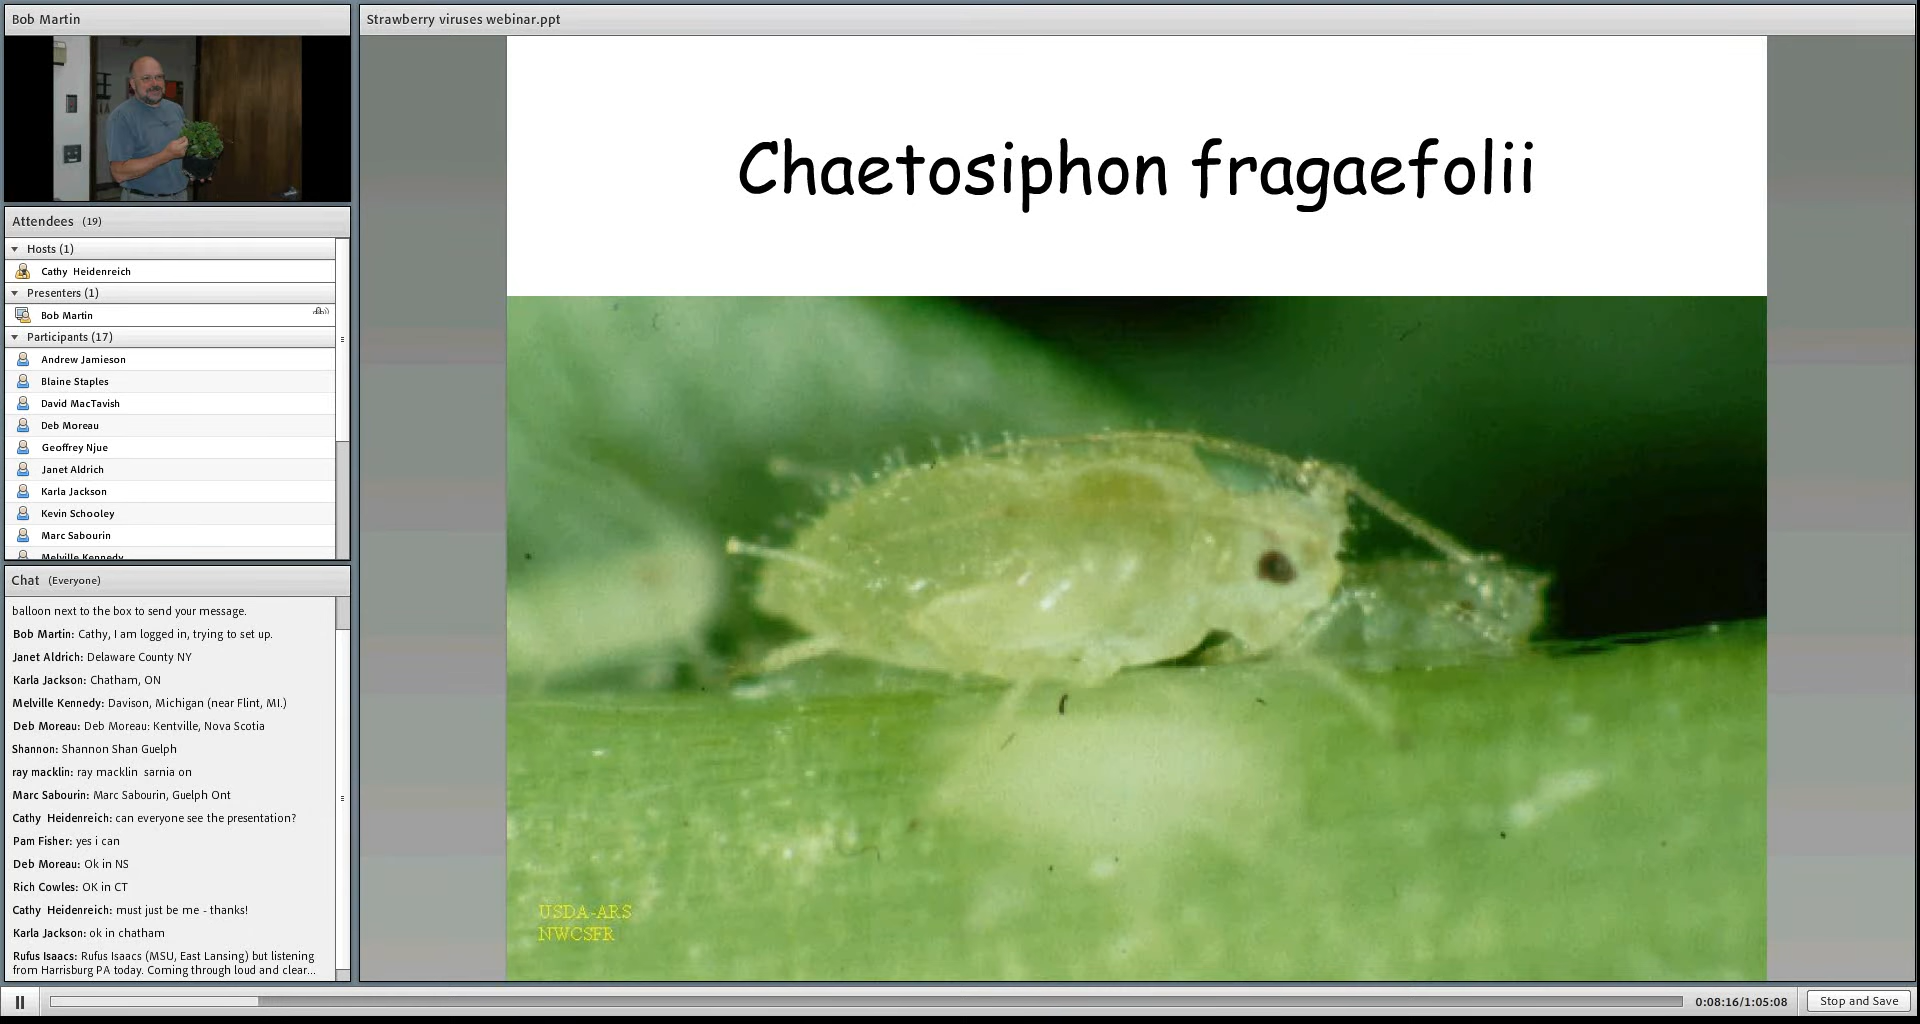 Bob Martin
Strawberry viruses webinar.ppt
Attendees (19)
Hosts (1)
Cathy Heidenreich
Presenters (1)
Bob Martin
Participants (17)
Andrew Jamieson
Blaine Staples
David MacTavish
Deb Moreau
Geoffrey Njue
Janet Aldrich
Karla Jackson
Kevin Schooley
Marc Sabourin
Melville Kennedy
Chat (Everyone)
balloon next to the box to send your message.
Bob Martin: Cathy, I am logged in, trying to set up.
Janet Aldrich: Delaware County NY
Karla Jackson: Chatham, ON
Melville Kennedy: Davison, Michigan (near Flint, MI.)
Deb Moreau: Deb Moreau: Kentville, Nova Scotia
Shannon: Shannon Shan Guelph
ray macklin: ray macklin sarnia on
Marc Sabourin: Marc Sabourin, Guelph Ont
Cathy Heidenreich: can everyone see the presentation?
Pam Fisher: yes i can
Deb Moreau: Ok in NS
Rich Cowles: OK in CT
Cathy Heidenreich: must just be me - thanks!
Karla Jackson: ok in chatham
Rufus Isaacs: Rufus Isaacs (MSU, East Lansing) but listening
from Harrisburg PA today. Coming through loud and clear...
Chaetosiphon fragaefolii
USDA-ARS
NWCSFR
0:08:16/1:05:08
Stop and Save